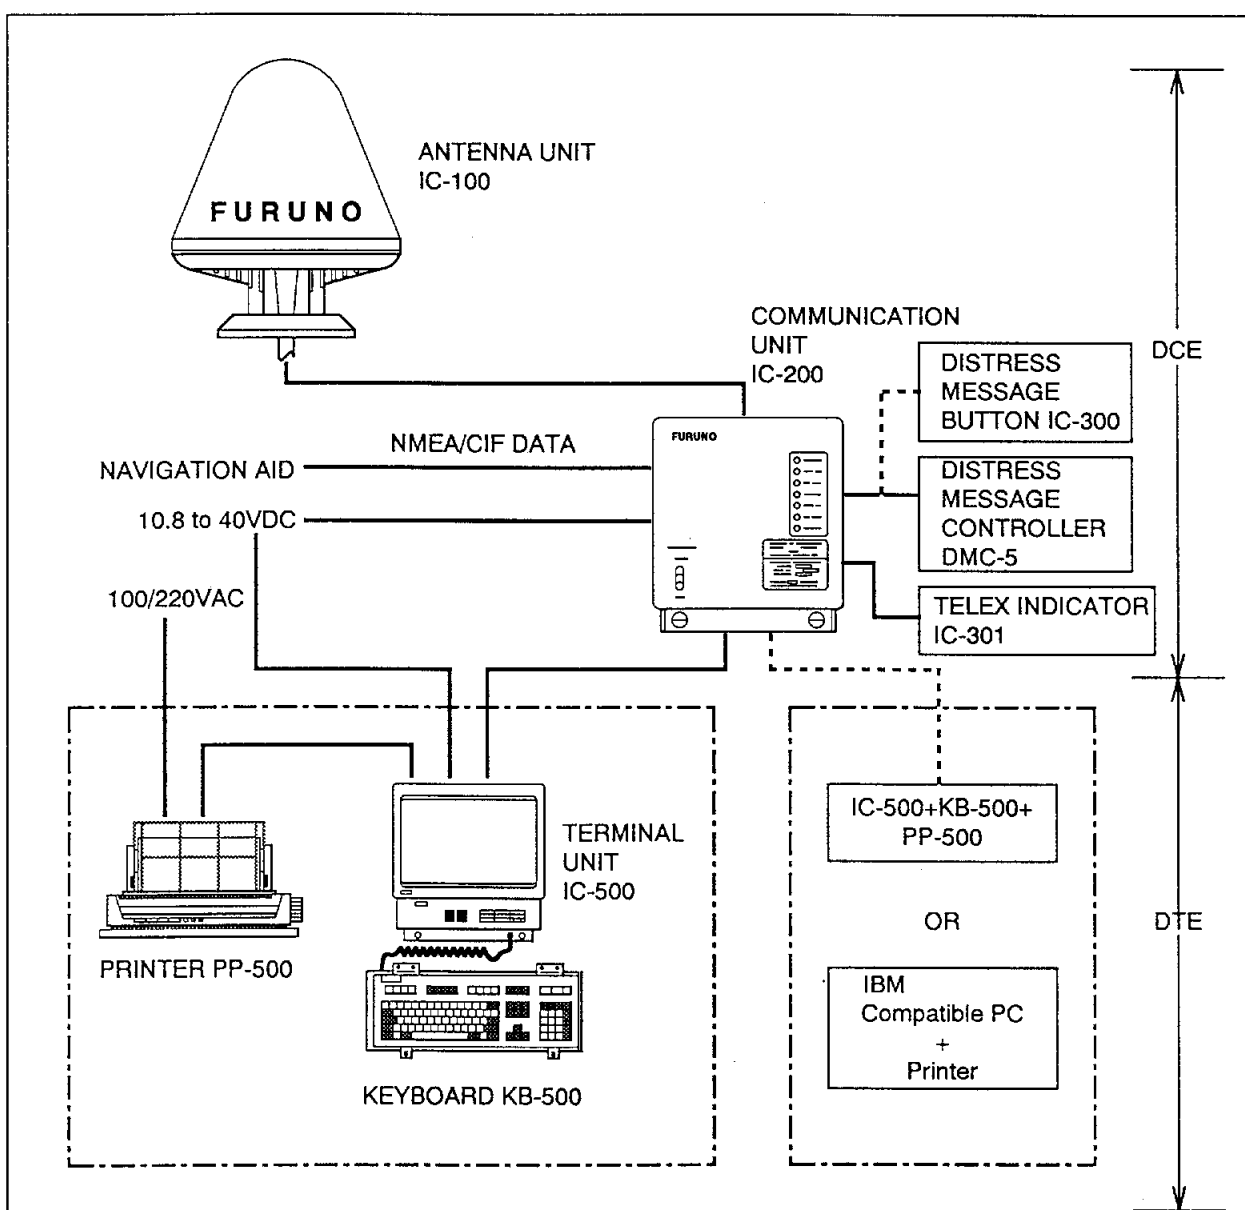 ANTENNA UNIT
IC-100
FURUNO
COMMUNICATION
UNIT
IC-200
DCE
DISTRESS
MESSAGE
BUTTON IC-300
FURUNO
NMEA/CIF DATA
NAVIGATION AID
DISTRESS
MESSAGE
CONTROLLER
DMC-5
10.8 to 40VDC
100/220VAC
TELEX INDICATOR
IC-301
TERMINAL
UNIT
IC-500
IC-500+KB-500+
PP-500
OR
DTE
PRINTER PP-500
IBM
Compatible PC
+
Printer
KEYBOARD KB-500